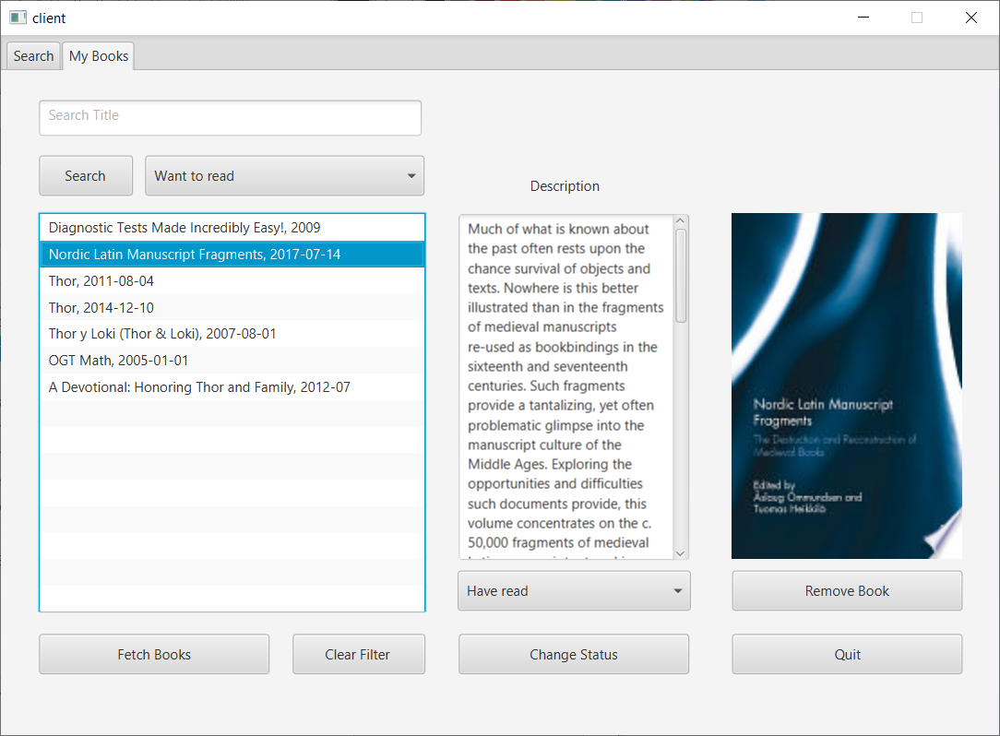 client
Search
My Books
Search Title
Search
Want to read
Description
Diagnostic Tests Made Incredibly Easy!, 2009
Nordic Latin Manuscript Fragments, 2017-07-14
Thor, 2011-08-04
Thor, 2014-12-10
Thor y Loki (Thor & Loki), 2007-08-01
OGT Math, 2005-01-01
A Devotional: Honoring Thor and Family, 2012-07
Much of what is known about
the past often rests upon the
chance survival of objects and
texts. Nowhere is this better
illustrated than in the fragments
of medieval manuscripts
re-used as bookbindings in the
sixteenth and seventeenth
centuries. Such fragments
provide a tantalizing, yet often
problematic glimpse into the
manuscript culture of the
Middle Ages. Exploring the
opportunities and difficulties
such documents provide, this
volume concentrates on the c.
50,000 fragments of medieval
Nordic Latin Manuscript
Fragments
The Destruction and Reconstruction of
Medieval Books
Edited by
Åslaug Ommundsen and
Tuomas Heikkilä
Have read
Remove Book
Fetch Books
Clear Filter
Change Status
Quit